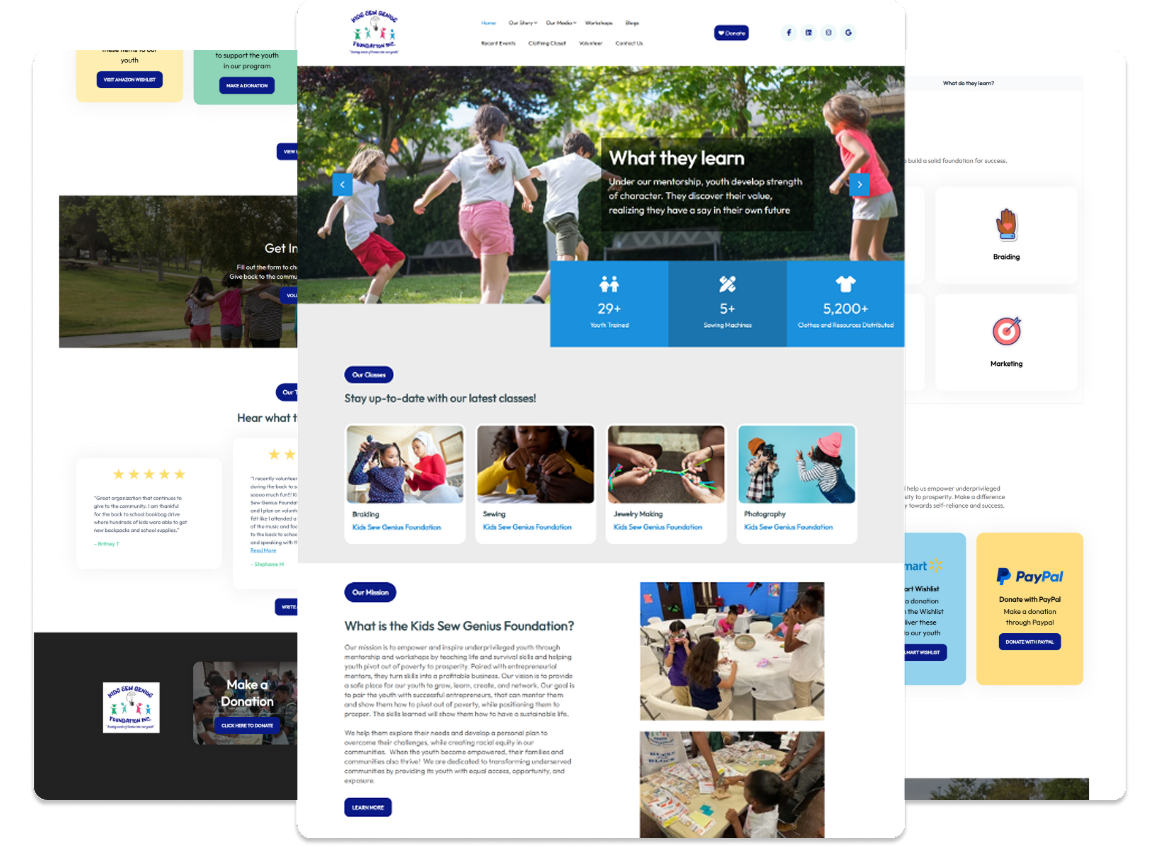 KIDS SEW GENIUS
FOUNDATION INC.
Home
Our Story
Our Media
Workshops
Blogs
Recent Events
Clothing Closet
Volunteer
Contact Us
Donate
What they learn
Under our mentorship, youth develop strength
of character. They discover their value,
realizing they have a say in their own future
29+
Youth Trained
5+
Sewing Machines
5,200+
Clothes and Resources Distributed
Our Classes
Stay up-to-date with our latest classes!
Braiding
Kids Sew Genius Foundation
Sewing
Kids Sew Genius Foundation
Jewelry Making
Kids Sew Genius Foundation
Photography
Kids Sew Genius Foundation
Our Mission
What is the Kids Sew Genius Foundation?
Our mission is to empower and inspire underprivileged youth through
mentorship and workshops by teaching life and survival skills and helping
youth pivot out of poverty to prosperity. Paired with entrepreneurial
mentors, they turn skills into a profitable business. Our vision is to provide
a safe place for our youth to grow, learn, create, and network. Our goal is
to pair the youth with successful entrepreneurs, that can mentor them
and show them how to pivot out of poverty, while positioning them to
prosper. The skills learned will show them how to have a sustainable life.
We help them explore their needs and develop a personal plan to
overcome their challenges, while creating racial equity in our
communities. When the youth become empowered, their families and
communities also thrive! We are dedicated to transforming underserved
communities by providing its youth with equal access, opportunity, and
exposure.
LEARN MORE
these items to our
youth
VISIT AMAZON WISHLIST
to support the youth
in our program
MAKE A DONATION
VIEW
Get In
Fill out the form to ch
Give back to the commu
VOLU
Our T
Hear what t
"Great organization that continues to
give to the community. I am thankful
for the back to school bookbag drive
where hundreds of kids were able to get
new backpacks and school supplies."
- Britney T
"I recently volunteer
during the back to s
soooo much fun!!! Ki
Sew Genius Foundat
and I plan on volunt
felt like I attended a
of the music and foo
to the back to schoo
and speaking with t
Read More
- Stephanie M
WRITE
KIDS SEW GENIUS
FOUNDATION INC.
Make a
Donation
CLICK HERE TO DONATE
What do they learn?
o build a solid foundation for success.
Braiding
Marketing
l help us empower underprivileged
sity to prosperity. Make a difference
y towards self-reliance and success.
mart
art Wishlist
a donation
n the Wishlist
liver these
o our youth
LMART WISHLIST
PayPal
Donate with PayPal
Make a donation
through Paypal
DONATE WITH PAYPAL